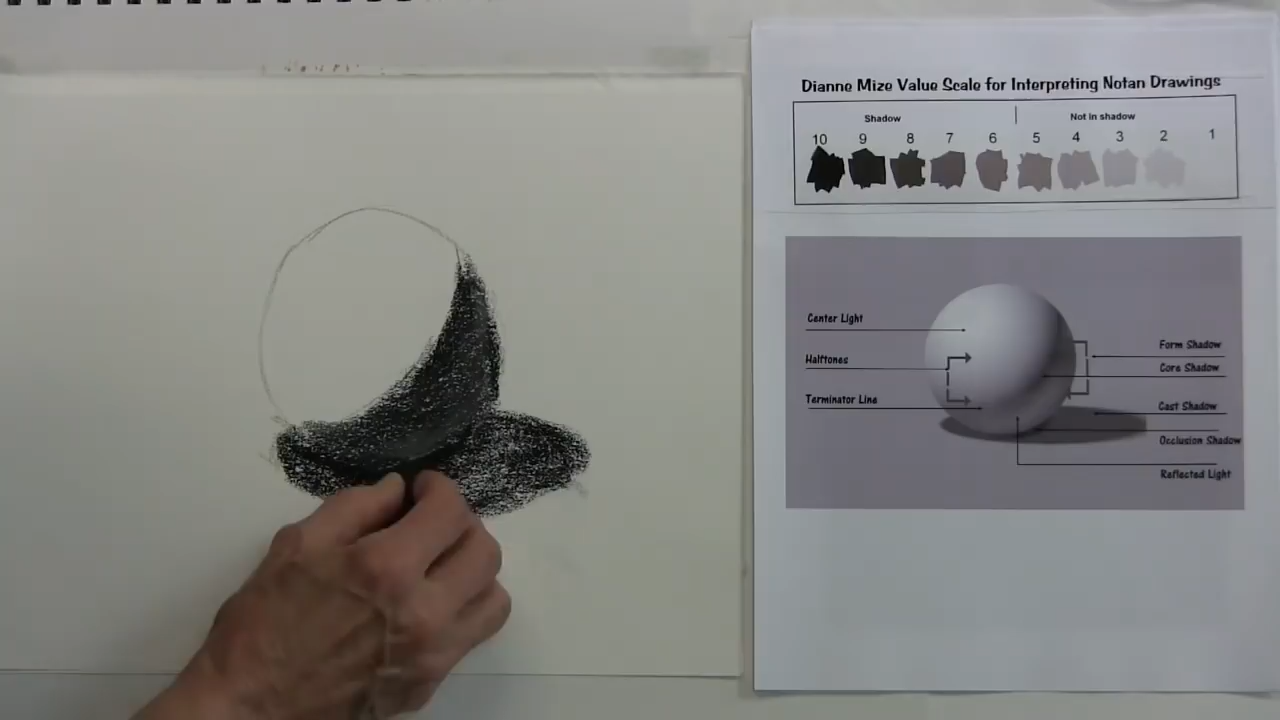 Dianne Mize Value Scale for Interpreting Notan Drawings
Shadow Not in shadow
10 9 8 7 6 5 4 3 2 1
Center Light
Halftones
Terminator Line
Form Shadow
Core Shadow
Cast Shadow
Occlusion Shadow
Reflected Light